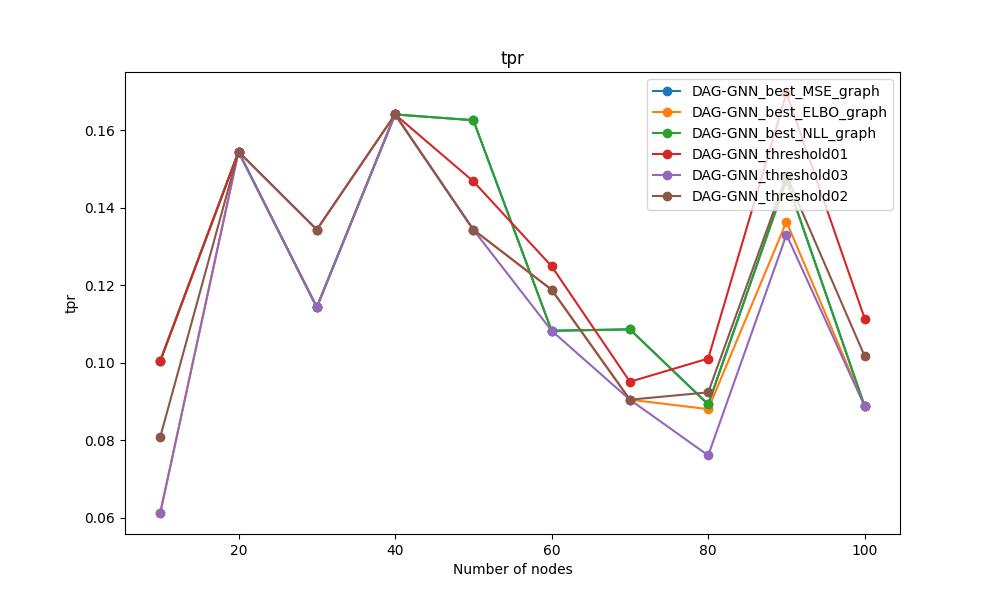 tpr
DAG-GNN_best_MSE_graph
DAG-GNN_best_ELBO_graph
DAG-GNN_best_NLL_graph
DAG-GNN_threshold01
DAG-GNN_threshold03
DAG-GNN_threshold02
tpr
0.16
0.14
0.12
0.10
0.08
0.06
20
40
60
80
100
Number of nodes